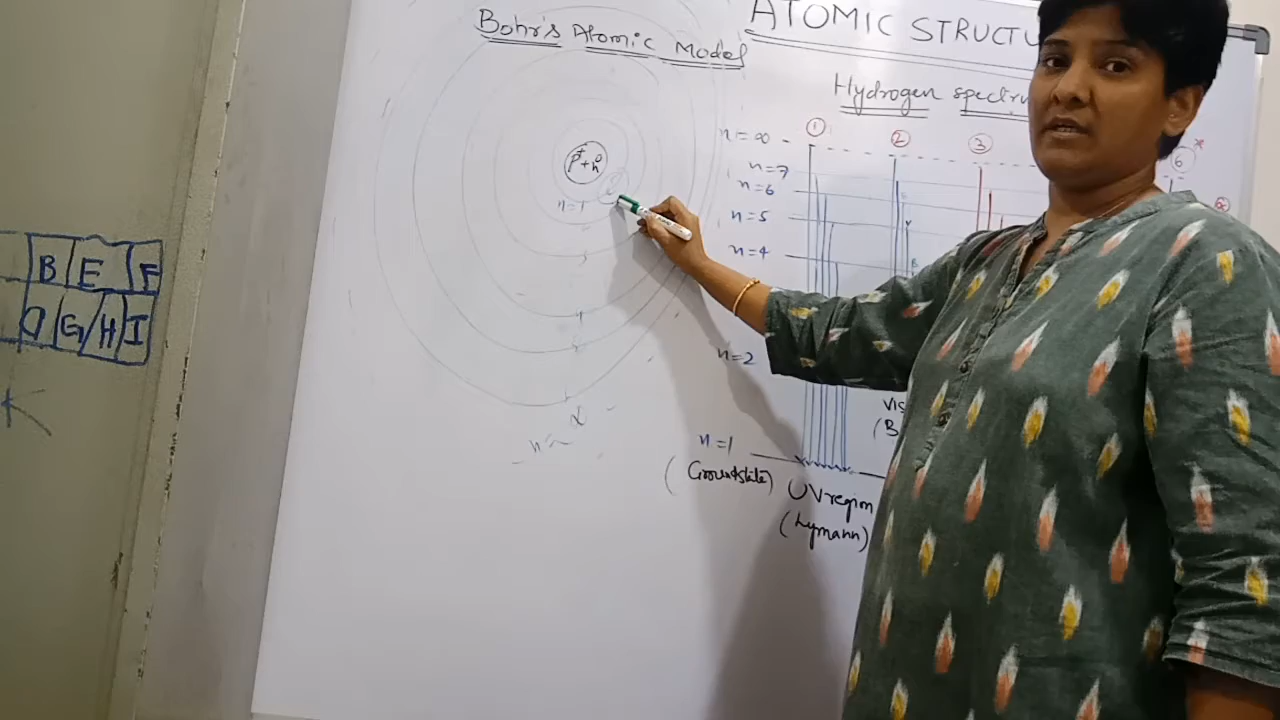 Bohr's Atomic Model
p+ + n0
n=1
ATOMIC STRUCTU
Hydrogen spectru
1 2 3 6
n=∞
n=7
n=6
n=5
n=4
n=2
n=1
(Groundstate)
UV region
(Lymann)
VIS
(B
B E F
G H I